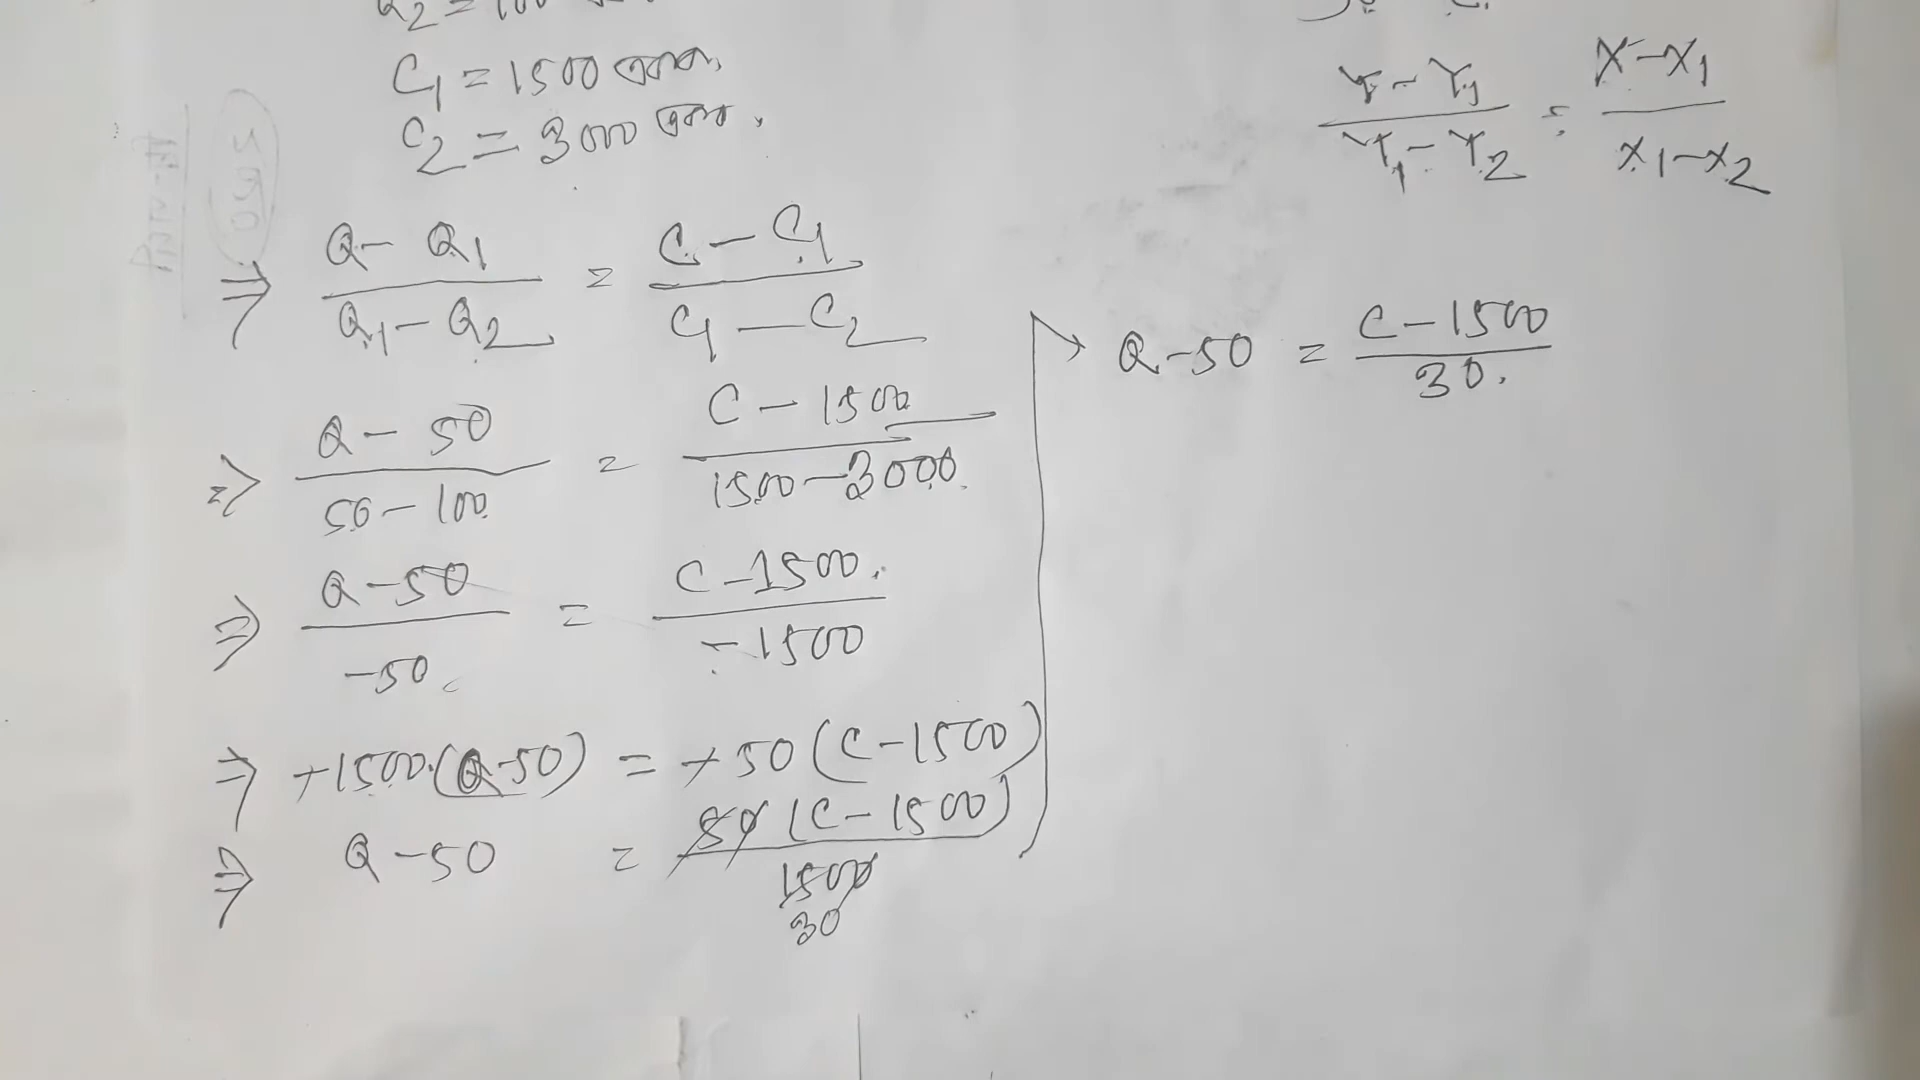 Q2 = 100
C1 = 1500 টাকা,
C2 = 3000 টাকা,
(Y - Y1)/(Y1 - Y2) = (X - X1)/(X1 - X2)
⇒ (Q - Q1)/(Q1 - Q2) = (C - C1)/(C1 - C2)
⇒ (Q - 50)/(50 - 100) = (C - 1500)/(1500 - 3000)
⇒ (Q - 50)/(-50) = (C - 1500)/(-1500)
⇒ +1500(Q - 50) = +50(C - 1500)
⇒ Q - 50 = 50(C - 1500)/1500
30
→ Q - 50 = (C - 1500)/30